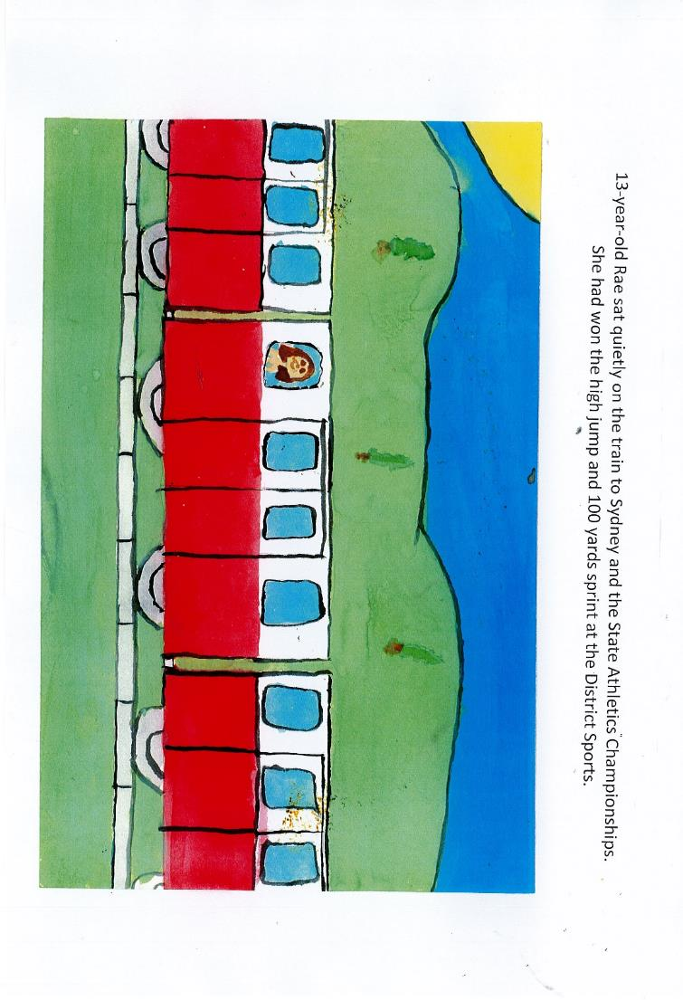 13-year-old Rae sat quietly on the train to Sydney and the State Athletics Championships.
She had won the high jump and 100 yards sprint at the District Sports.